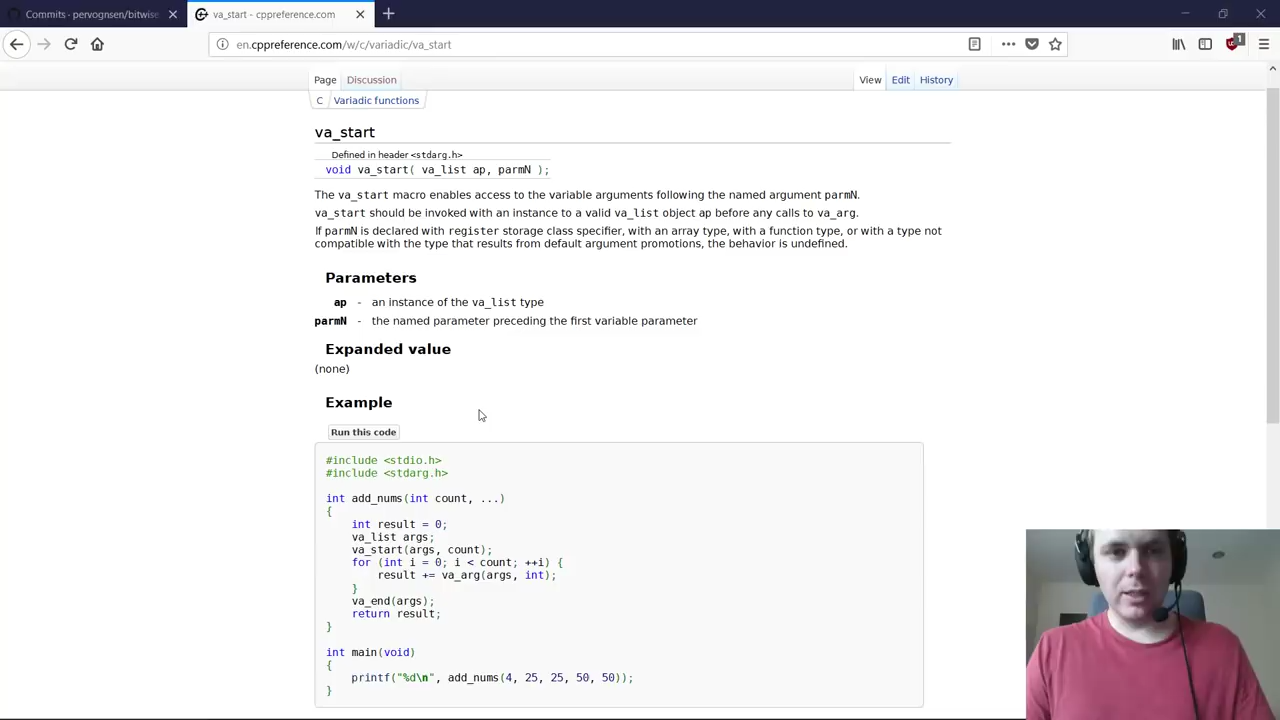 Commits - pervognsen/bitwise
va_start - cppreference.com
en.cppreference.com/w/c/variadic/va_start
1
Page
Discussion
View
Edit
History
C
Variadic functions
va_start
Defined in header <stdarg.h>
void va_start( va_list ap, parmN );
The va_start macro enables access to the variable arguments following the named argument parmN.
va_start should be invoked with an instance to a valid va_list object ap before any calls to va_arg.
If parmN is declared with register storage class specifier, with an array type, with a function type, or with a type not
compatible with the type that results from default argument promotions, the behavior is undefined.
Parameters
ap - an instance of the va_list type
parmN - the named parameter preceding the first variable parameter
Expanded value
(none)
Example
Run this code
#include <stdio.h>
#include <stdarg.h>
int add_nums(int count, ...)
{
int result = 0;
va_list args;
va_start(args, count);
for (int i = 0; i < count; ++i) {
result += va_arg(args, int);
}
va_end(args);
return result;
}
int main(void)
{
printf("%d\n", add_nums(4, 25, 25, 50, 50));
}